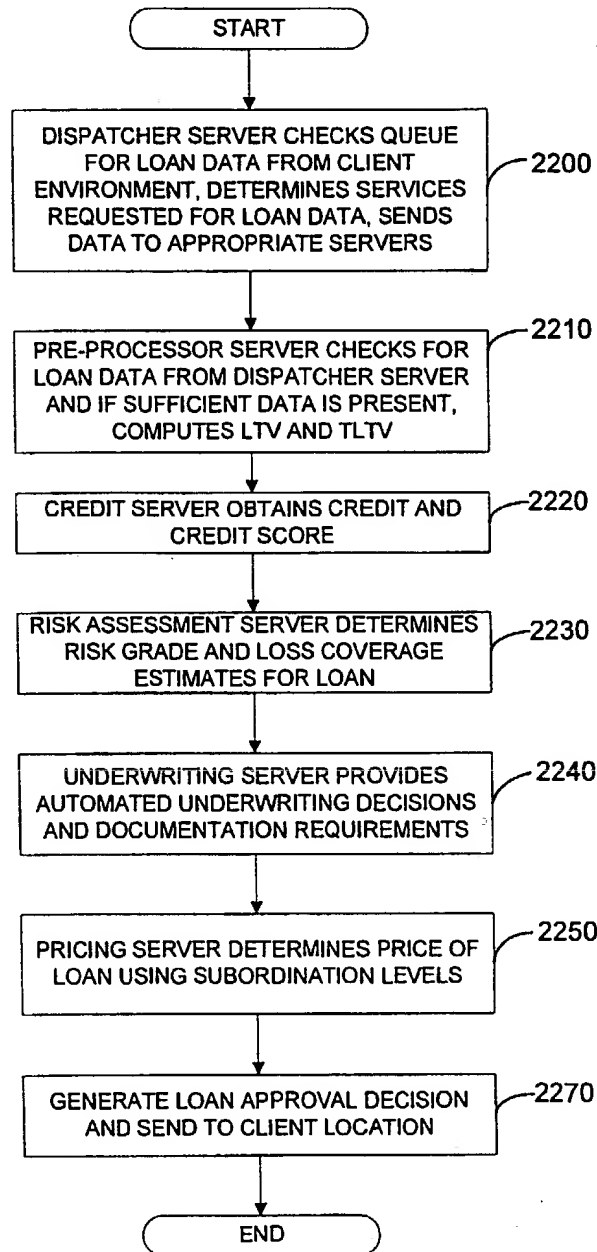 START
DISPATCHER SERVER CHECKS QUEUE
FOR LOAN DATA FROM CLIENT
ENVIRONMENT, DETERMINES SERVICES
REQUESTED FOR LOAN DATA, SENDS
DATA TO APPROPRIATE SERVERS
2200
PRE-PROCESSOR SERVER CHECKS FOR
LOAN DATA FROM DISPATCHER SERVER
AND IF SUFFICIENT DATA IS PRESENT,
COMPUTES LTV AND TLTV
2210
CREDIT SERVER OBTAINS CREDIT AND
CREDIT SCORE
2220
RISK ASSESSMENT SERVER DETERMINES
RISK GRADE AND LOSS COVERAGE
ESTIMATES FOR LOAN
2230
UNDERWRITING SERVER PROVIDES
AUTOMATED UNDERWRITING DECISIONS
AND DOCUMENTATION REQUIREMENTS
2240
PRICING SERVER DETERMINES PRICE OF
LOAN USING SUBORDINATION LEVELS
2250
GENERATE LOAN APPROVAL DECISION
AND SEND TO CLIENT LOCATION
2270
END